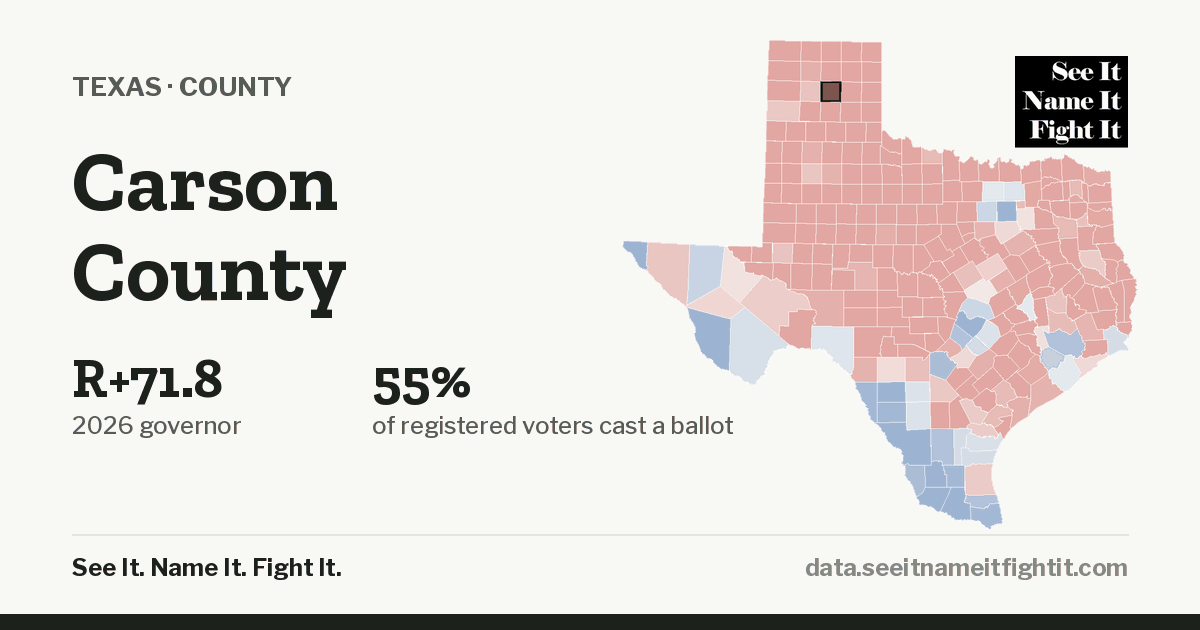 TEXAS · COUNTY
Carson
County
R+71.8
2026 governor
55%
of registered voters cast a ballot
See It
Name It
Fight It
See It. Name It. Fight It.
data.seeitnameitfightit.com